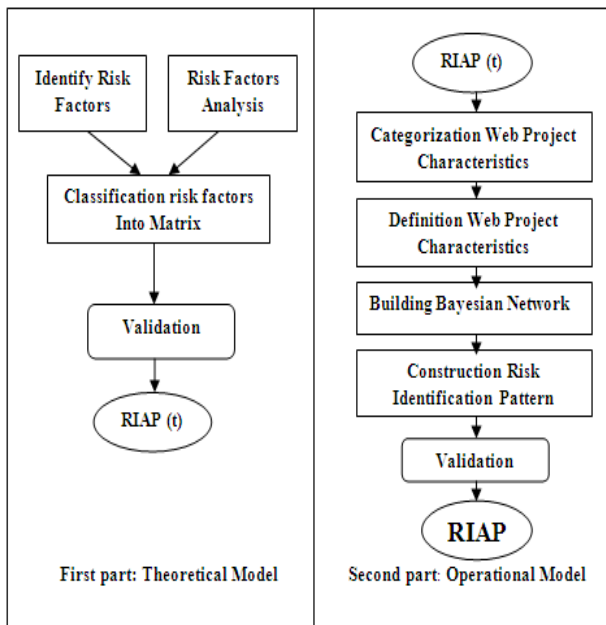 Identify Risk
Factors
Risk Factors
Analysis
Classification risk factors
Into Matrix
Validation
RIAP (t)
First part: Theoretical Model
RIAP (t)
Categorization Web Project
Characteristics
Definition Web Project
Characteristics
Building Bayesian Network
Construction Risk
Identification Pattern
Validation
RIAP
Second part: Operational Model